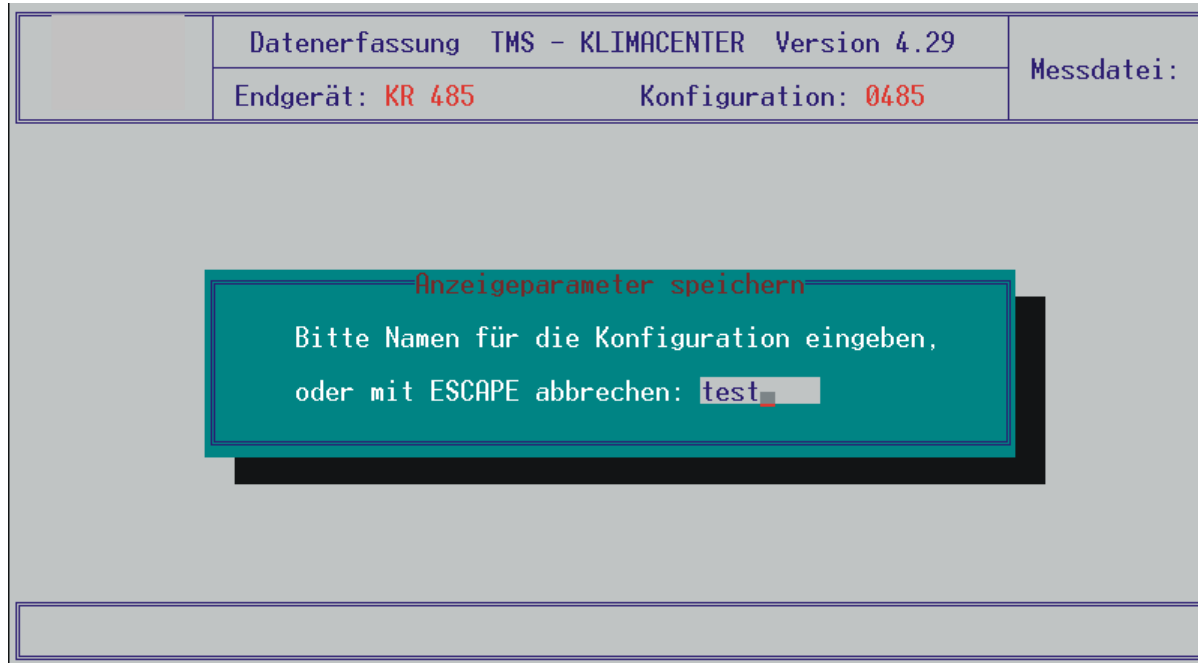 Datenerfassung TMS - KLIMACENTER Version 4.29
Messdatei:
Endgerät: KR 485 Konfiguration: 0485
Anzeigeparameter speichern
Bitte Namen für die Konfiguration eingeben,
oder mit ESCAPE abbrechen: test